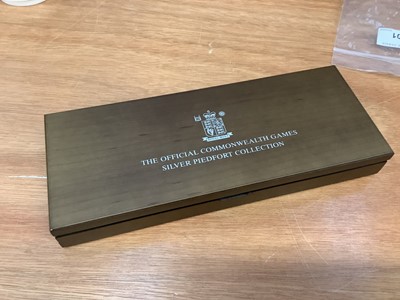 THE OFFICIAL COMMONWEALTH GAMES
SILVER PIEDFORT COLLECTION